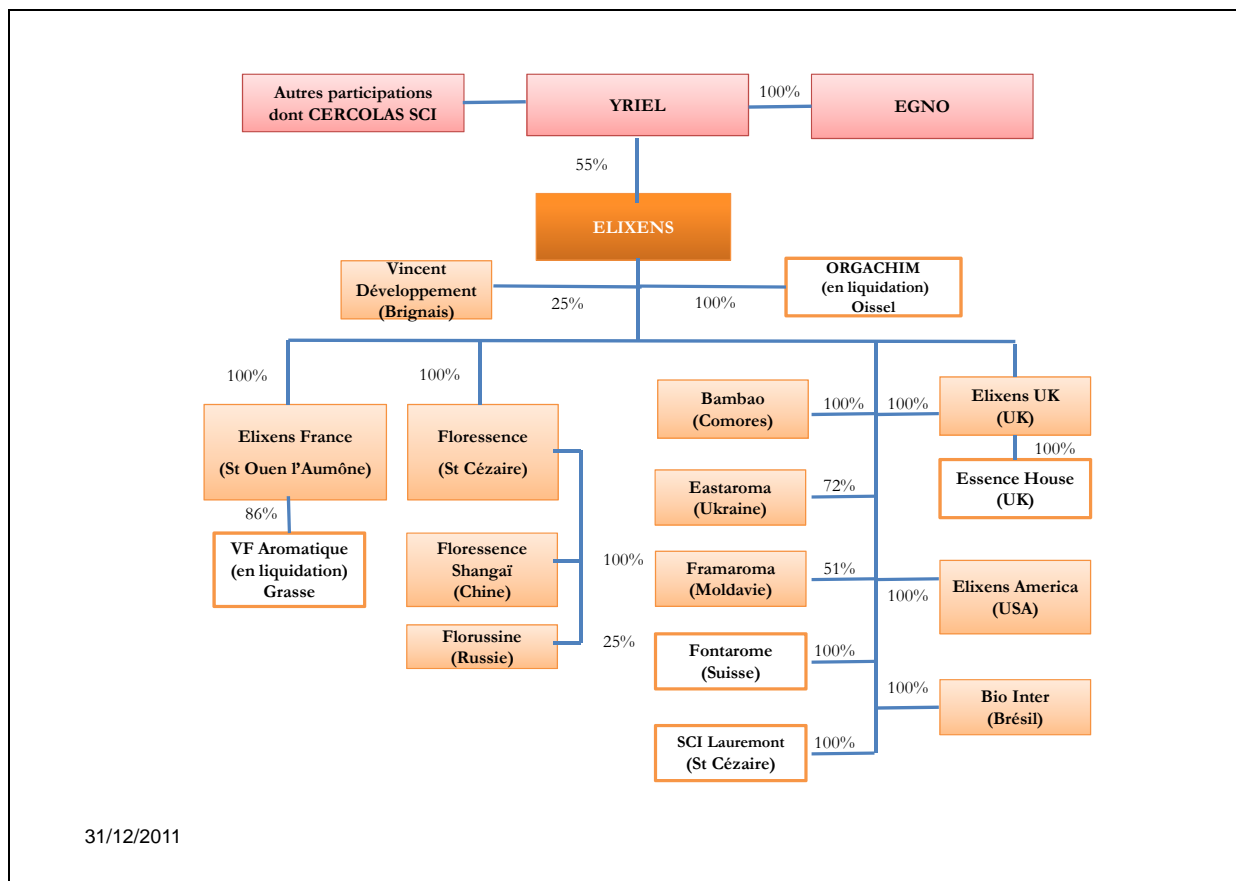 Autres participations
dont CERCOLAS SCI
YRIEL
100%
EGNO
55%
ELIXENS
Vincent
Développement
(Brignais)
25%
100%
ORGACHIM
(en liquidation)
Oissel
100%
100%
Elixens France
(St Ouen l'Aumône)
Floressence
(St Cézaire)
86%
VF Aromatique
(en liquidation)
Grasse
Floressence
Shangaï
(Chine)
100%
Florussine
(Russie)
25%
Bambao
(Comores)
100%
100%
Elixens UK
(UK)
100%
Essence House
(UK)
Eastaroma
(Ukraine)
72%
Framaroma
(Moldavie)
51%
100%
Elixens America
(USA)
Fontarome
(Suisse)
100%
100%
Bio Inter
(Brésil)
SCI Lauremont
(St Cézaire)
100%
31/12/2011